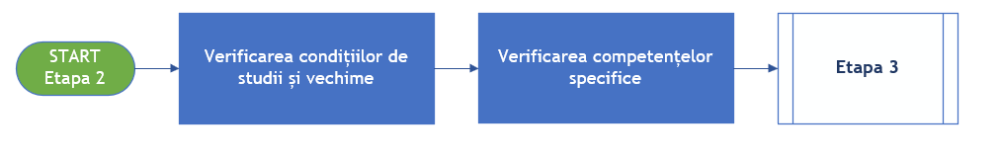 START
Etapa 2
Verificarea condițiilor de
studii și vechime
Verificarea competențelor
specifice
Etapa 3